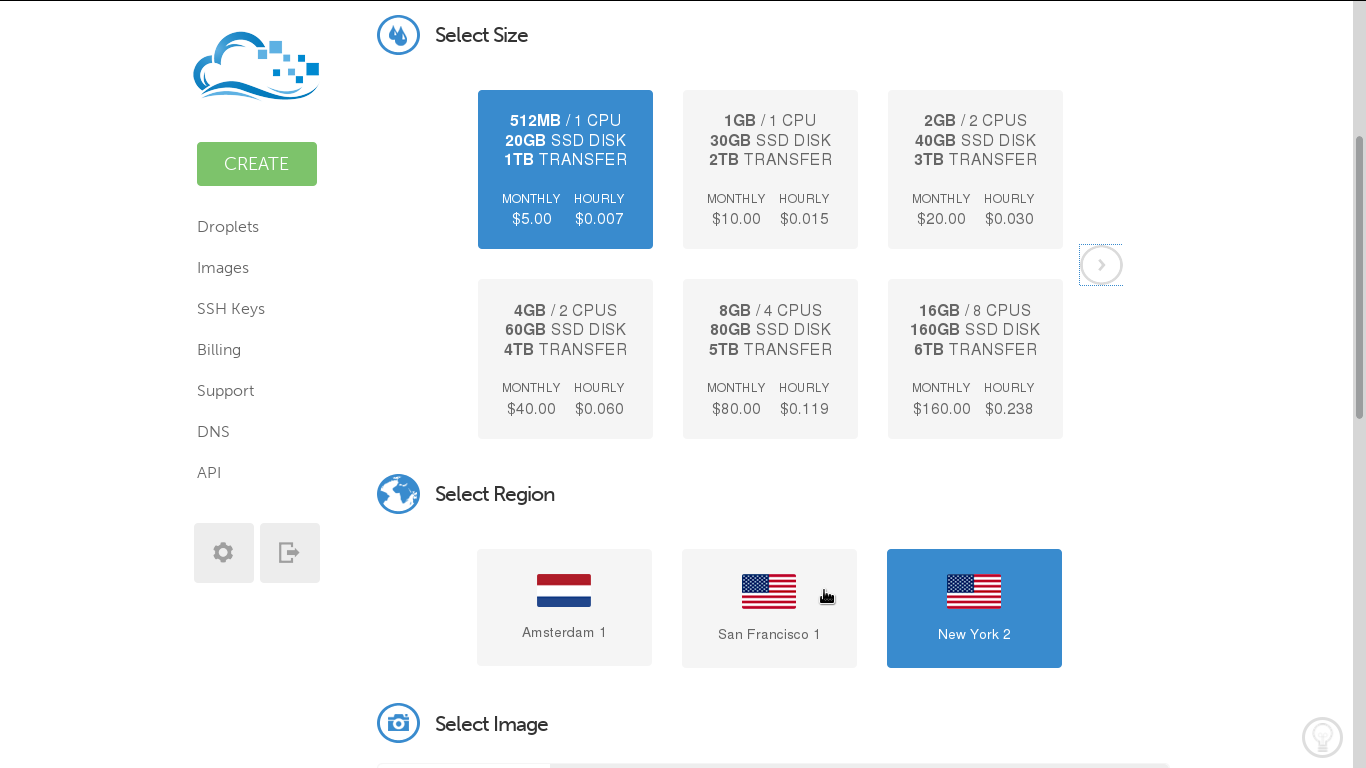 Select Size
512MB / 1 CPU
20GB SSD DISK
1TB TRANSFER
MONTHLY HOURLY
$5.00 $0.007
1GB / 1 CPU
30GB SSD DISK
2TB TRANSFER
MONTHLY HOURLY
$10.00 $0.015
2GB / 2 CPUS
40GB SSD DISK
3TB TRANSFER
MONTHLY HOURLY
$20.00 $0.030
4GB / 2 CPUS
60GB SSD DISK
4TB TRANSFER
MONTHLY HOURLY
$40.00 $0.060
8GB / 4 CPUS
80GB SSD DISK
5TB TRANSFER
MONTHLY HOURLY
$80.00 $0.119
16GB / 8 CPUS
160GB SSD DISK
6TB TRANSFER
MONTHLY HOURLY
$160.00 $0.238
CREATE
Droplets
Images
SSH Keys
Billing
Support
DNS
API
Select Region
Amsterdam 1
San Francisco 1
New York 2
Select Image